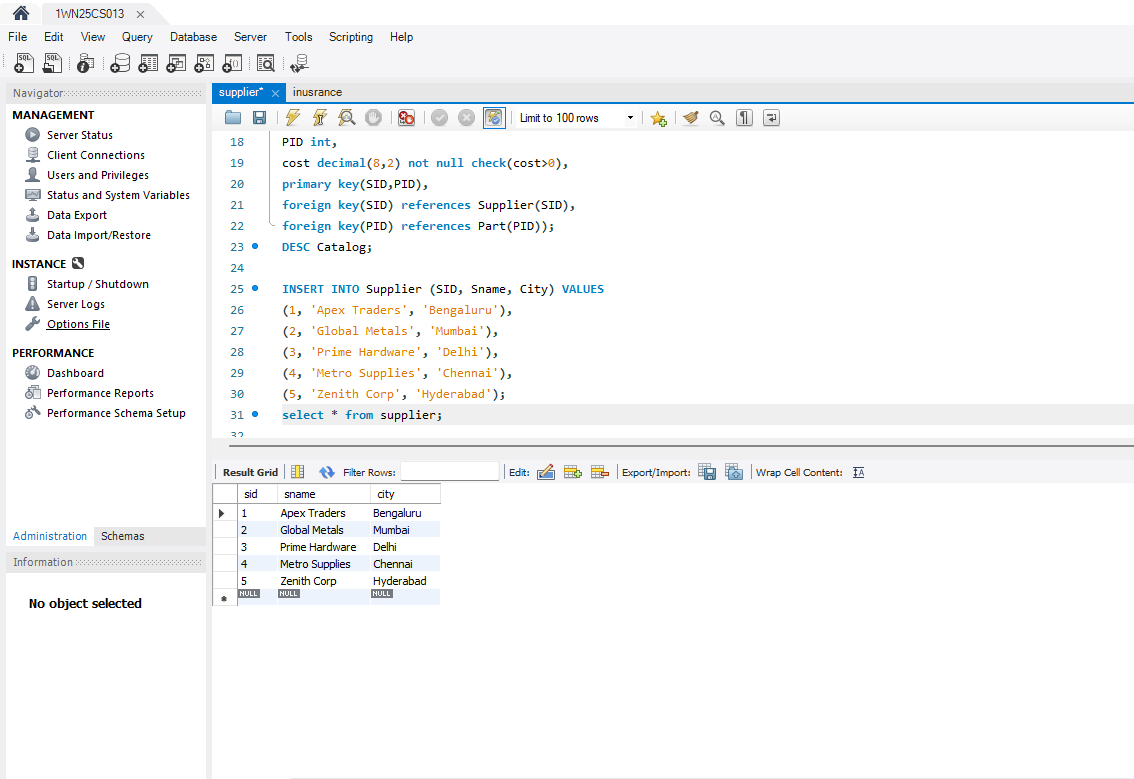 1WN25CS013
File Edit View Query Database Server Tools Scripting Help
Navigator
MANAGEMENT
Server Status
Client Connections
Users and Privileges
Status and System Variables
Data Export
Data Import/Restore
INSTANCE
Startup / Shutdown
Server Logs
Options File
PERFORMANCE
Dashboard
Performance Reports
Performance Schema Setup
Administration Schemas
Information
No object selected
supplier* inusrance
Limit to 100 rows
18 PID int,
19 cost decimal(8,2) not null check(cost>0),
20 primary key(SID,PID),
21 foreign key(SID) references Supplier(SID),
22 foreign key(PID) references Part(PID));
23 DESC Catalog;
24
25 INSERT INTO Supplier (SID, Sname, City) VALUES
26 (1, 'Apex Traders', 'Bengaluru'),
27 (2, 'Global Metals', 'Mumbai'),
28 (3, 'Prime Hardware', 'Delhi'),
29 (4, 'Metro Supplies', 'Chennai'),
30 (5, 'Zenith Corp', 'Hyderabad');
31 select * from supplier;
32
Result Grid Filter Rows: Edit: Export/Import: Wrap Cell Content: IA
sid sname city
1 Apex Traders Bengaluru
2 Global Metals Mumbai
3 Prime Hardware Delhi
4 Metro Supplies Chennai
5 Zenith Corp Hyderabad
NULL NULL NULL